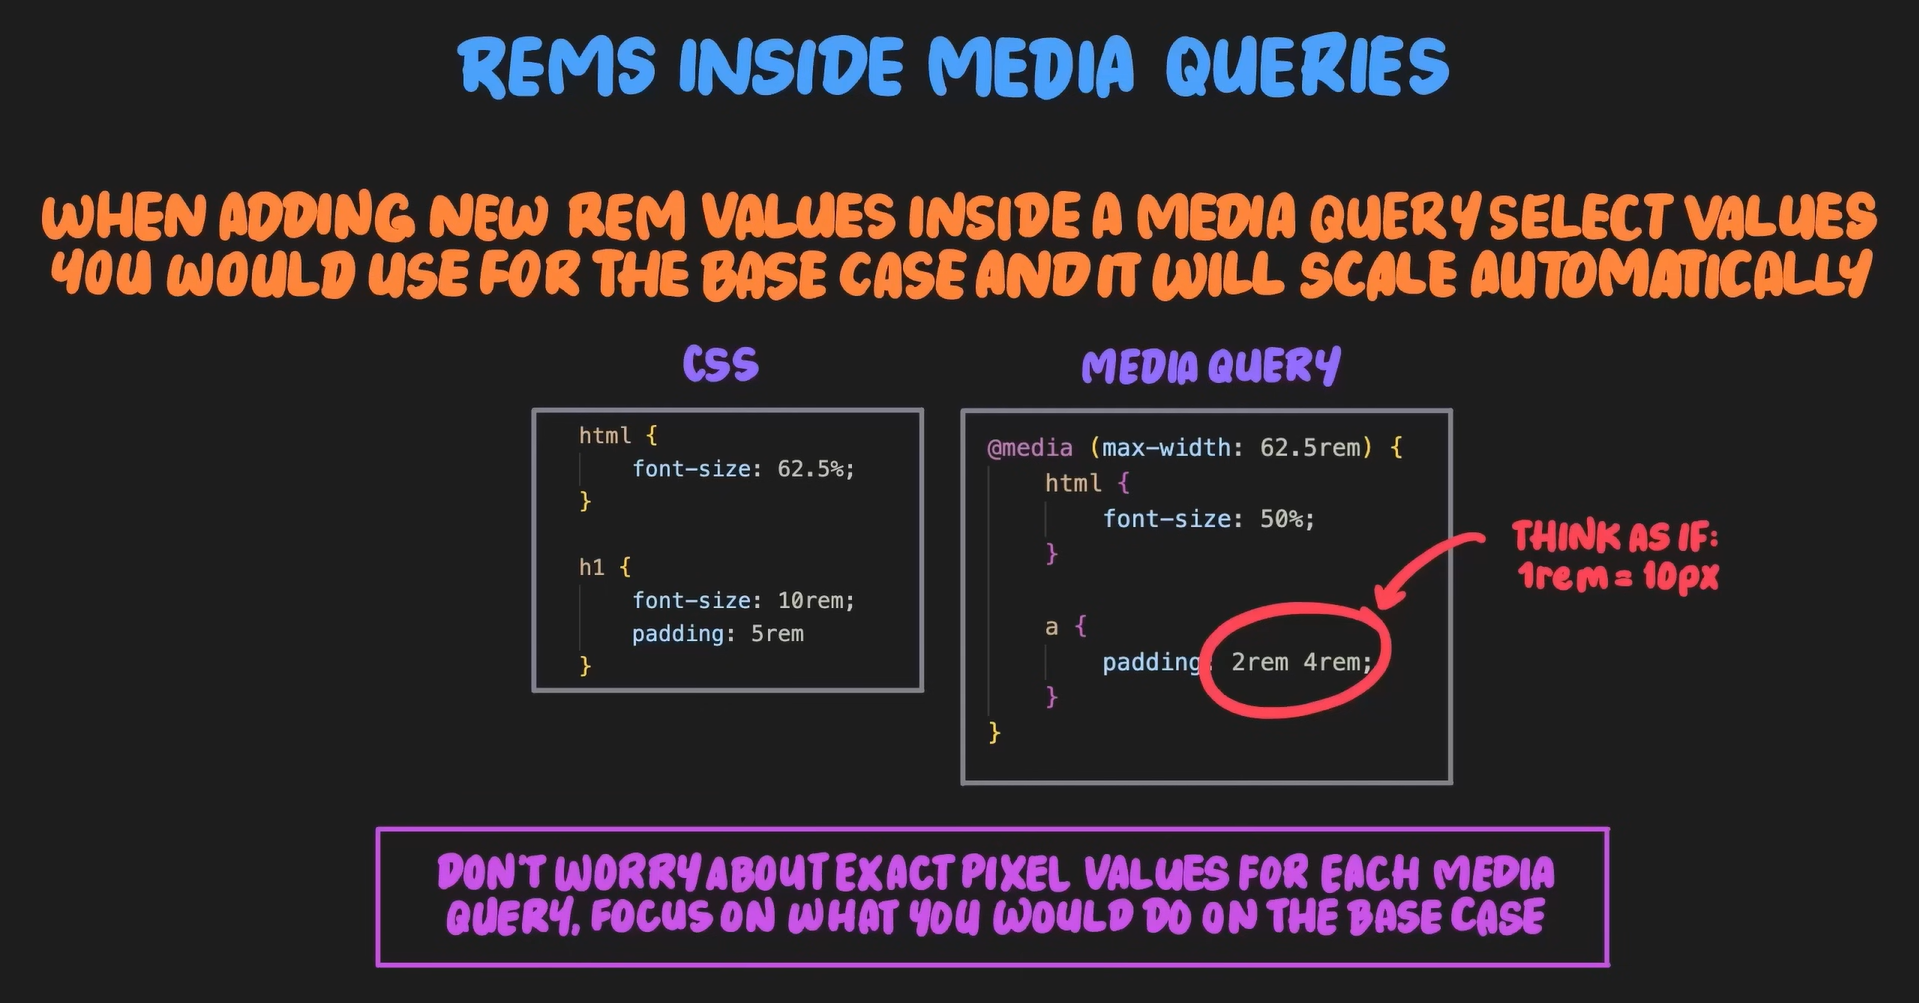 REMS INSIDE MEDIA QUERIES
WHEN ADDING NEW REM VALUES INSIDE A MEDIA QUERY SELECT VALUES
YOU WOULD USE FOR THE BASE CASE AND IT WILL SCALE AUTOMATICALLY
CSS
html {
font-size: 62.5%;
}
h1 {
font-size: 10rem;
padding: 5rem
}
MEDIA QUERY
@media (max-width: 62.5rem) {
html {
font-size: 50%;
}
a {
padding: 2rem 4rem;
}
}
THINK AS IF:
1rem = 10px
DON'T WORRY ABOUT EXACT PIXEL VALUES FOR EACH MEDIA
QUERY, FOCUS ON WHAT YOU WOULD DO ON THE BASE CASE